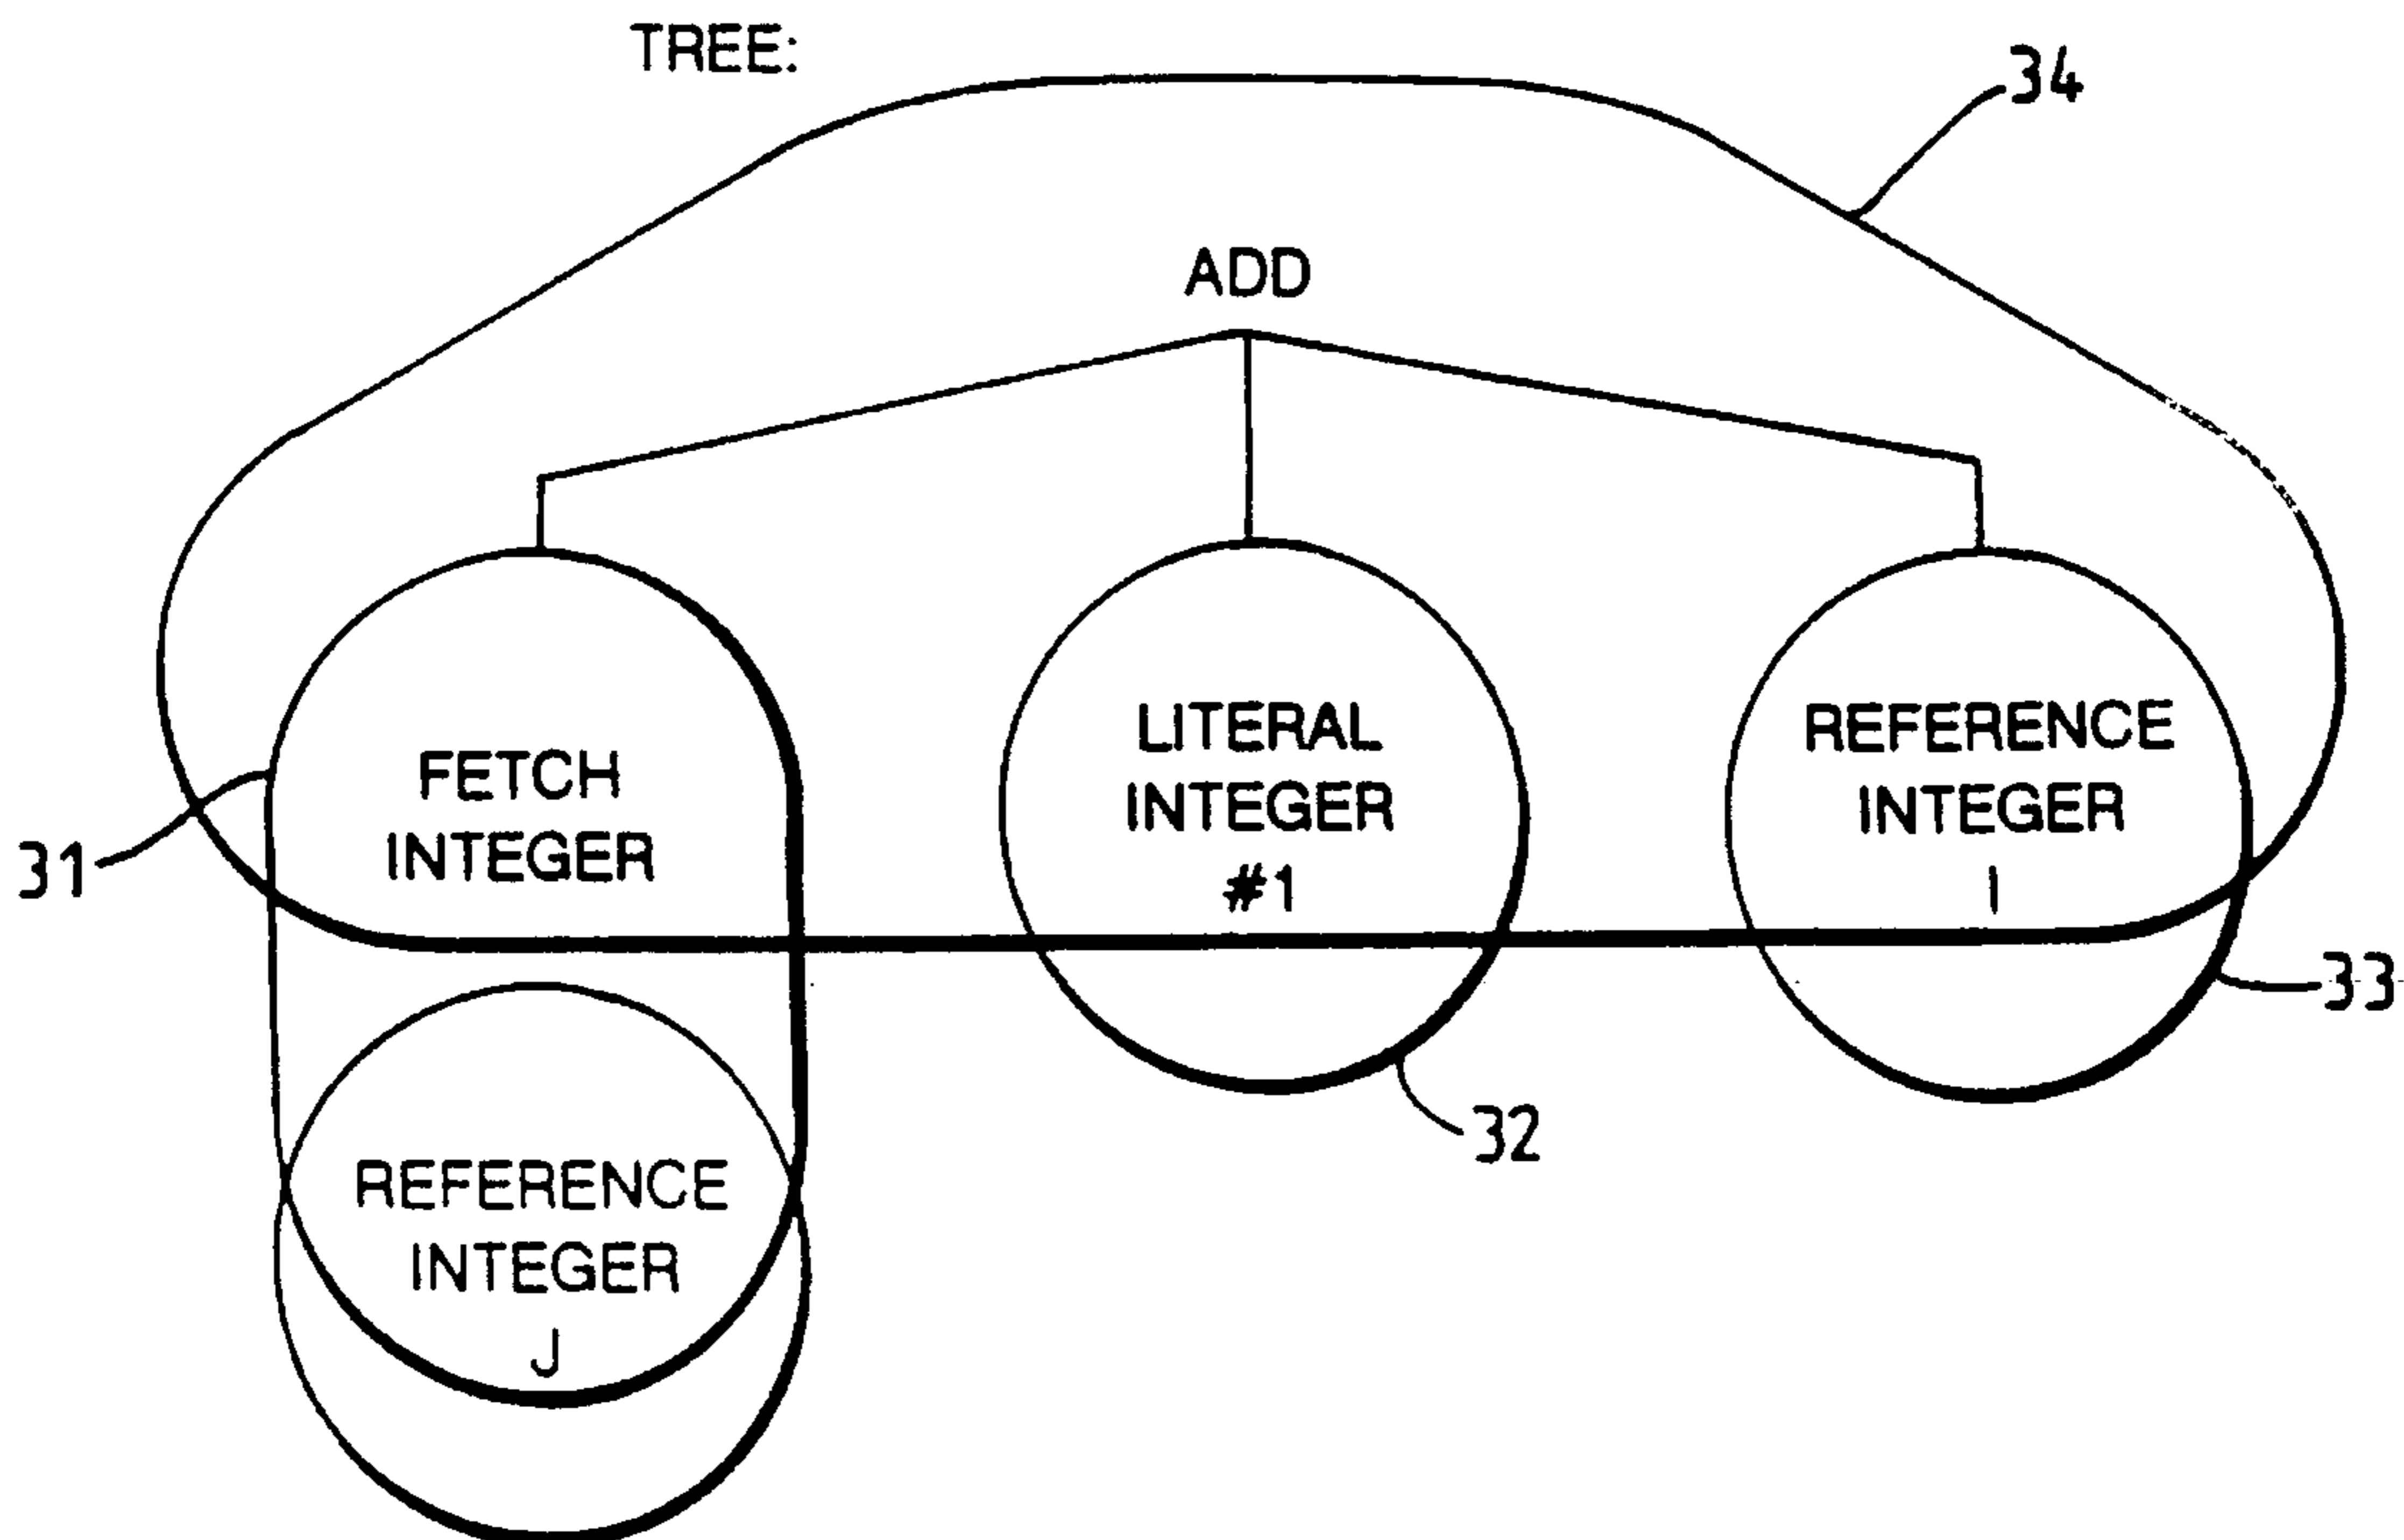 TREE:
34
ADD
FETCH
INTEGER
31
LITERAL
INTEGER
#1
32
REFERENCE
INTEGER
I
33
REFERENCE
INTEGER
J